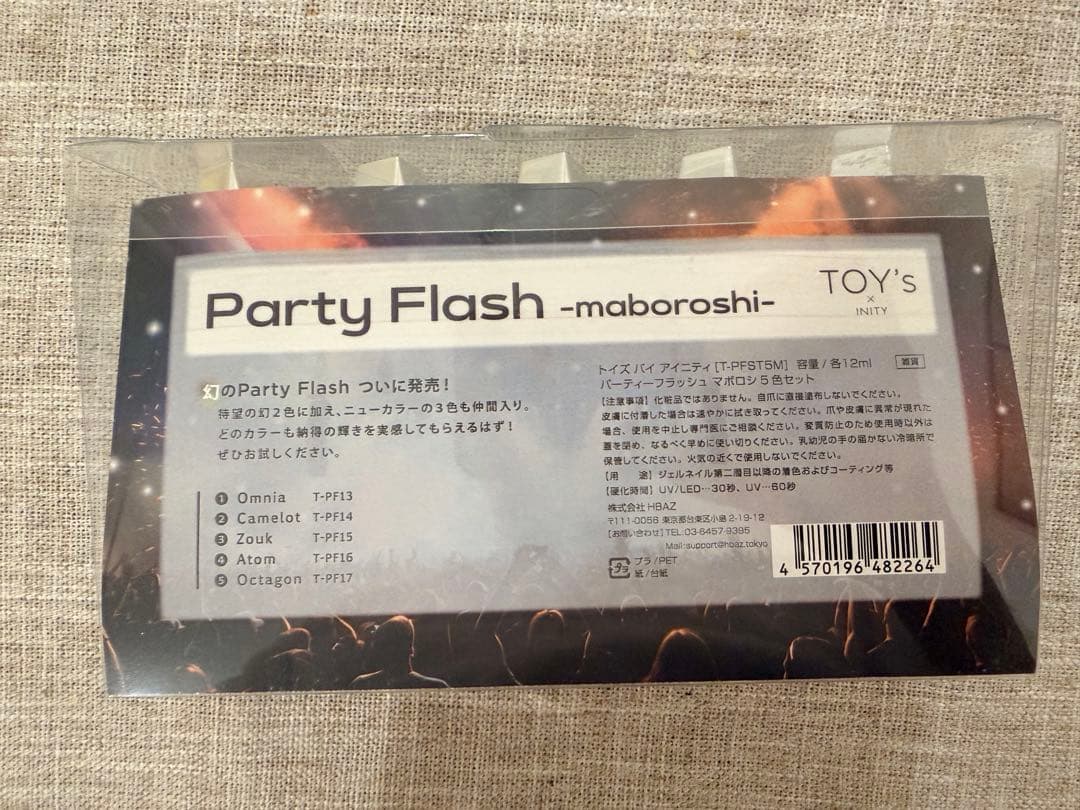 Party Flash -maboroshi-
TOY's
×
INITY
幻のParty Flash ついに発売！
待望の幻2色に加え、ニューカラーの3色も仲間入り。
どのカラーも納得の輝きを実感してもらえるはず！
ぜひお試しください。
❶ Omnia T-PF13
❷ Camelot T-PF14
❸ Zouk T-PF15
❹ Atom T-PF16
❺ Octagon T-PF17
トイズ バイ アイニティ [T-PFST5M] 容量 / 各12ml 雑貨
パーティーフラッシュ マボロシ 5色セット
【注意事項】化粧品ではありません。自爪に直接塗布しないでください。
皮膚に付着した場合は速やかに拭き取ってください。爪や皮膚に異常が現れた
場合、使用を中止し専門医にご相談ください。変質防止のため使用時以外は
蓋を閉め、なるべく早めに使い切りください。乳幼児の手の届かない冷暗所で
保管してください。火気の近くで使用しないでください。
【用　途】ジェルネイル第二層目以降の着色およびコーティング等
【硬化時間】UV/LED…30秒、UV…60秒
株式会社 HBAZ
〒111-0056 東京都台東区小島 2-19-12
【お問い合わせ】TEL:03-6457-9395
Mail:support@hbaz.tokyo
プラ プラ/PET
紙/台紙
4 570196 482264